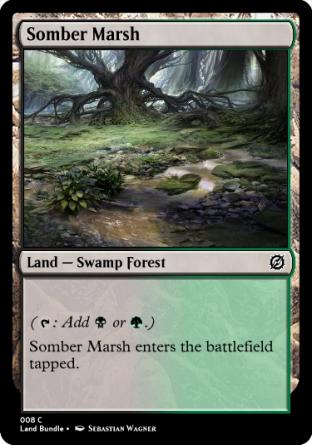 Somber Marsh
Land — Swamp Forest
( : Add or .)
Somber Marsh enters the battlefield
tapped.
008 C
Land Bundle • Sebastian Wagner